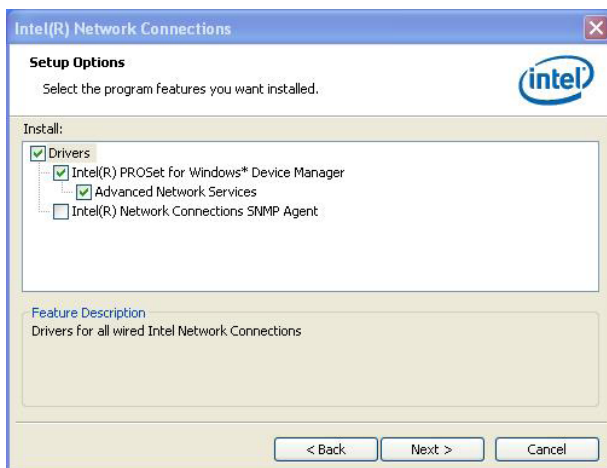 Intel(R) Network Connections
Setup Options
Select the program features you want installed.
intel
Install:
Drivers
Intel(R) PROSet for Windows* Device Manager
Advanced Network Services
Intel(R) Network Connections SNMP Agent
Feature Description
Drivers for all wired Intel Network Connections
< Back Next > Cancel